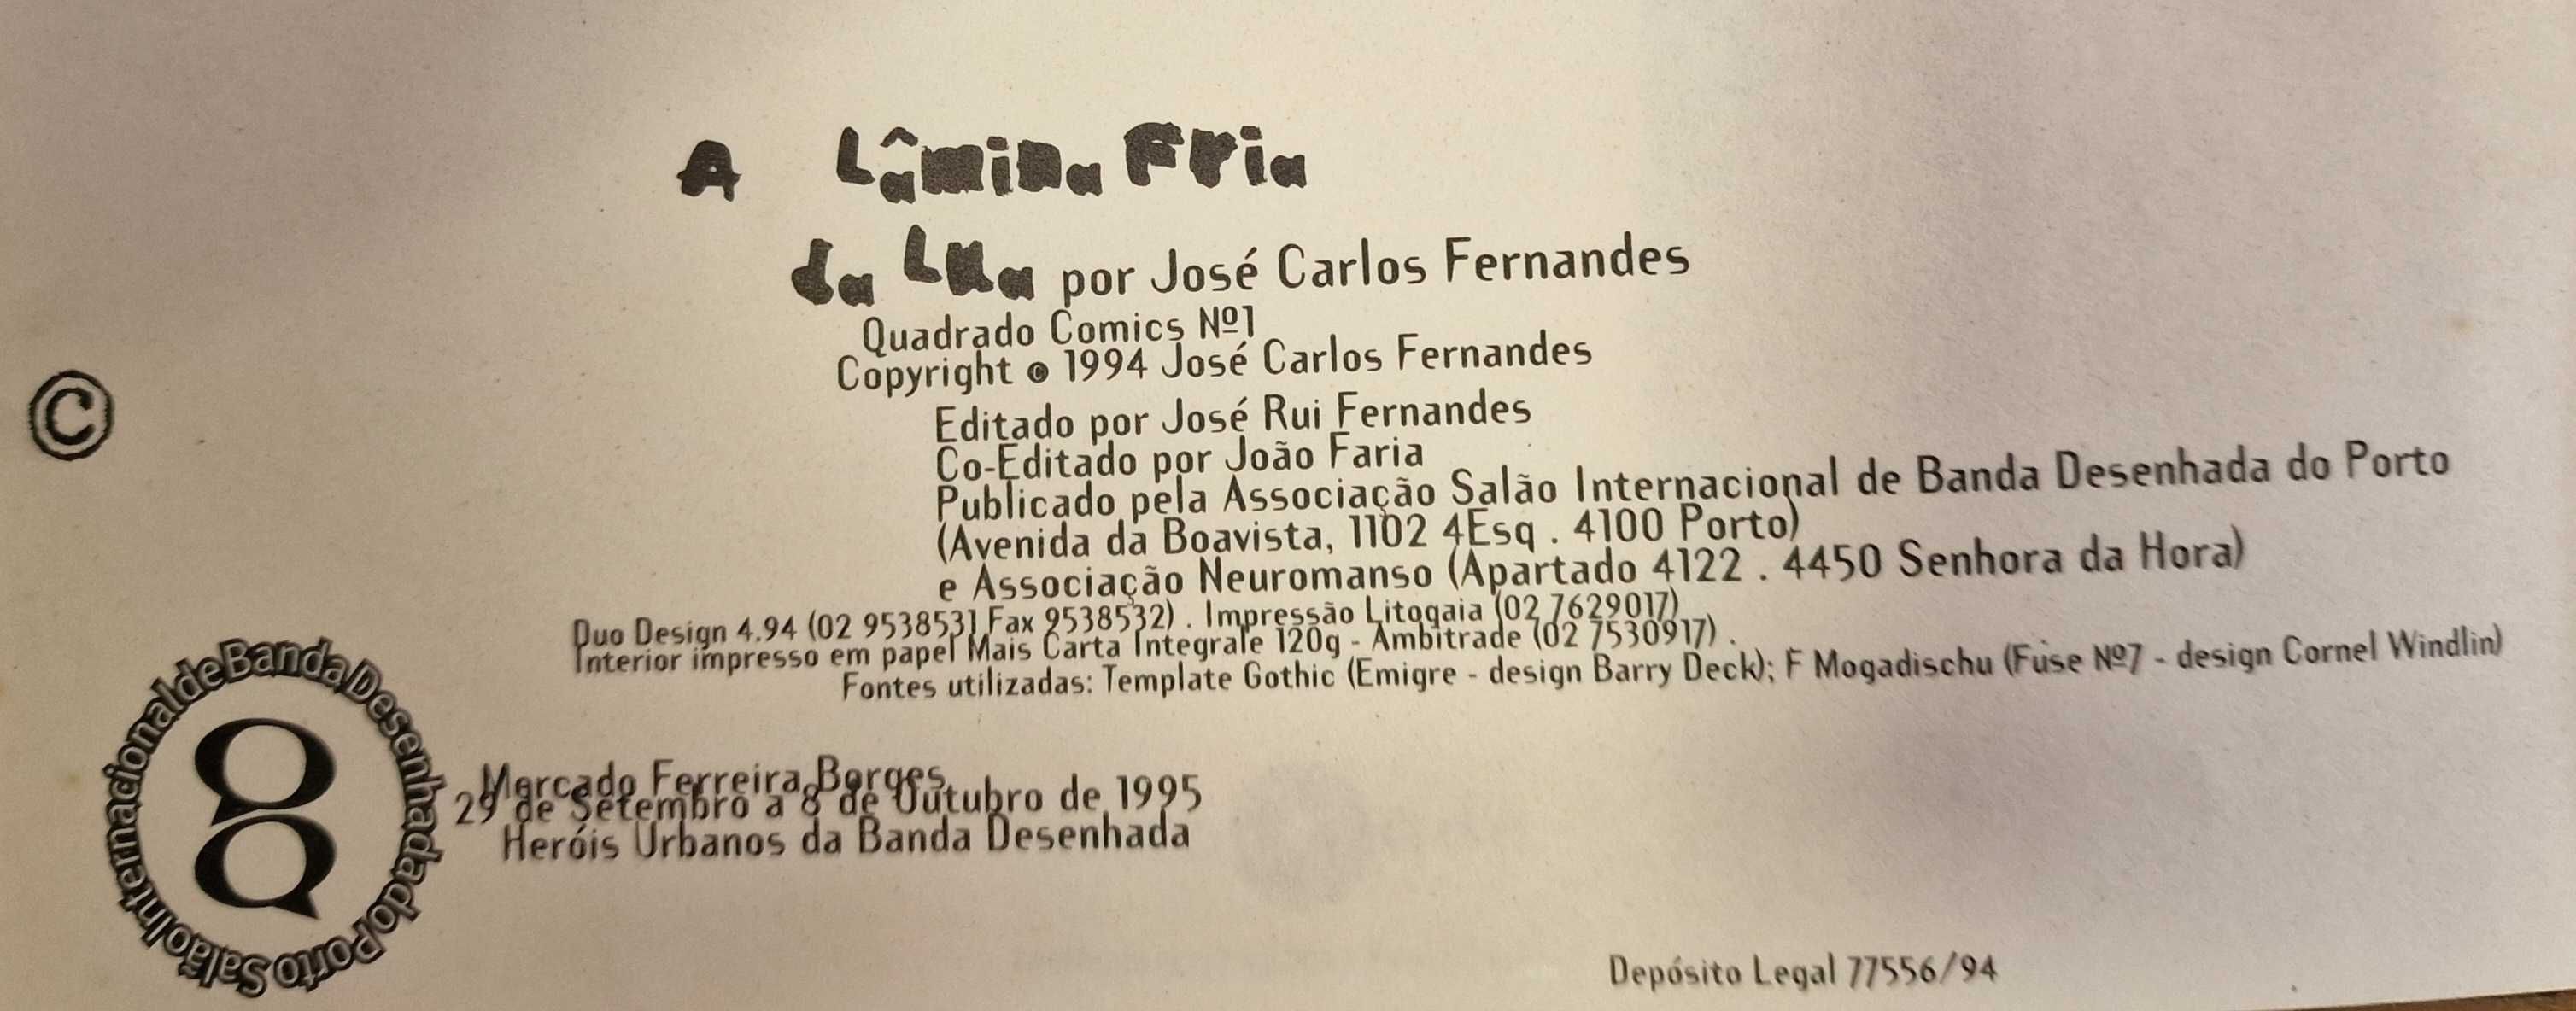 A Lâmina Fria
da Lua por José Carlos Fernandes
Quadrado Comics Nº1
Copyright © 1994 José Carlos Fernandes
©
Editado por José Rui Fernandes
Co-Editado por João Faria
Publicado pela Associação Salão Internacional de Banda Desenhada do Porto
(Avenida da Boavista, 1102 4Esq . 4100 Porto)
e Associação Neuromanso (Apartado 4122 . 4450 Senhora da Hora)
Duo Design 4.94 (02 9538531 Fax 9538532) . Impressão Litogaia (02 7629017)
Interior impresso em papel Mais Carta Integrale 120g - Ambitrade (02 7530917) .
Fontes utilizadas: Template Gothic (Emigre - design Barry Deck); F Mogadischu (Fuse Nº7 - design Cornel Windlin)
Salão Internacional de Banda Desenhada do Porto
Mercado Ferreira Borges
29 de Setembro a 8 de Outubro de 1995
Heróis Urbanos da Banda Desenhada
Depósito Legal 77556/94